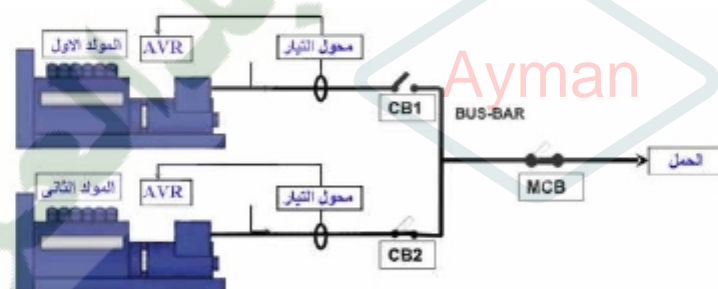 المولد الاول
AVR
محول التيار
Ayman
CB1
BUS-BAR
المولد الثانى
AVR
محول التيار
MCB
الحمل
CB2